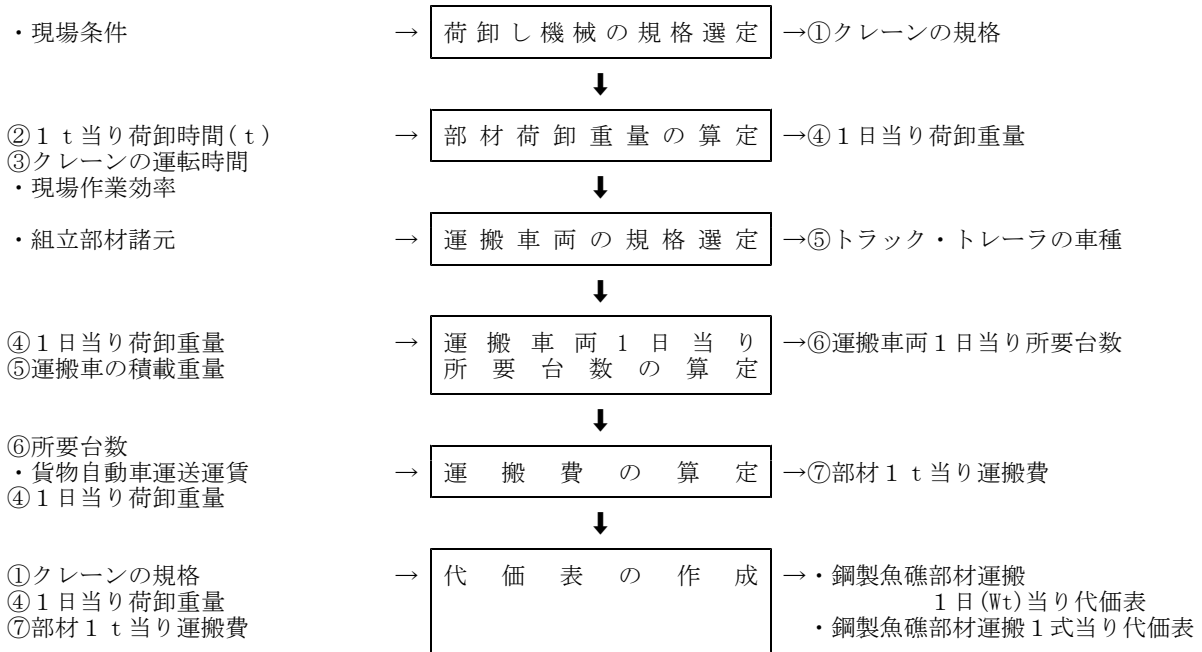 ・現場条件 → 荷卸し機械の規格選定 →①クレーンの規格
⬇
②１ｔ当り荷卸時間(ｔ) → 部材荷卸重量の算定 →④１日当り荷卸重量
③クレーンの運転時間
・現場作業効率
⬇
・組立部材諸元 → 運搬車両の規格選定 →⑤トラック・トレーラの車種
⬇
④１日当り荷卸重量 → 運搬車両１日当り →⑥運搬車両１日当り所要台数
⑤運搬車の積載重量 所要台数の算定
⬇
⑥所要台数
・貨物自動車運送運賃 → 運搬費の算定 →⑦部材１ｔ当り運搬費
④１日当り荷卸重量
⬇
①クレーンの規格 → 代価表の作成 →・鋼製魚礁部材運搬
④１日当り荷卸重量 １日(Wt)当り代価表
⑦部材１ｔ当り運搬費 ・鋼製魚礁部材運搬１式当り代価表